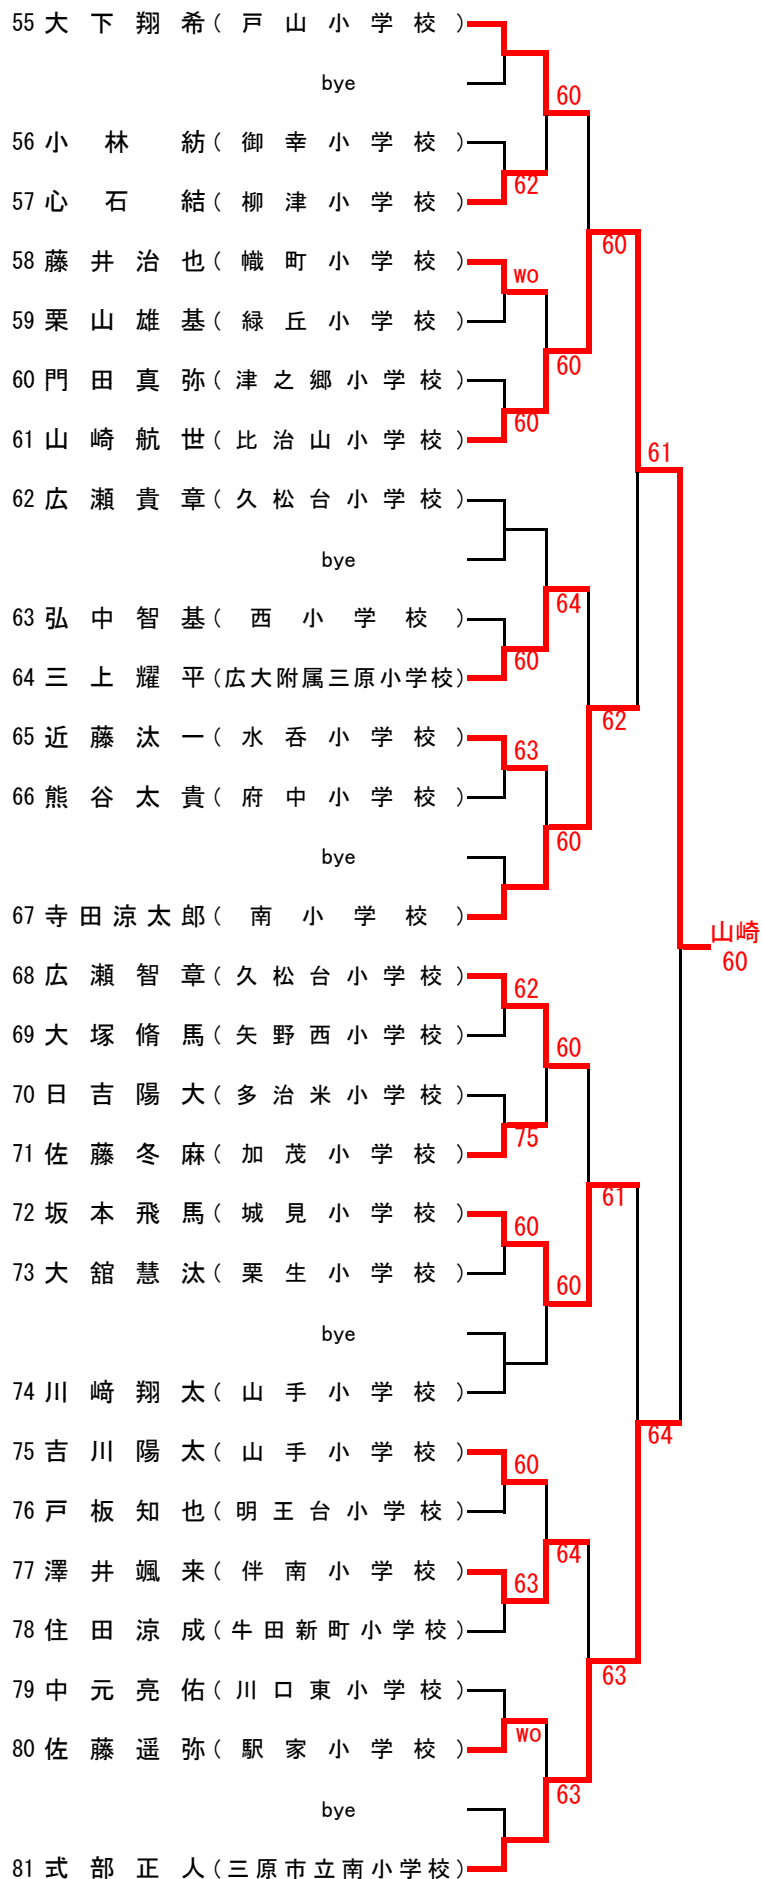 55 大下翔希(戸山小学校)
bye
60
56 小林紡(御幸小学校)
62
57 心石結(柳津小学校)
60
58 藤井治也(幟町小学校)
wo
59 栗山雄基(緑丘小学校)
60
60 門田真弥(津之郷小学校)
60
61 山崎航世(比治山小学校)
61
62 広瀬貴章(久松台小学校)
bye
64
63 弘中智基(西小学校)
60
64 三上耀平(広大附属三原小学校)
62
65 近藤汰一(水呑小学校)
63
66 熊谷太貴(府中小学校)
60
bye
67 寺田涼太郎(南小学校)
山崎
60
68 広瀬智章(久松台小学校)
62
69 大塚脩馬(矢野西小学校)
60
70 日吉陽大(多治米小学校)
75
71 佐藤冬麻(加茂小学校)
61
72 坂本飛馬(城見小学校)
60
73 大舘慧汰(栗生小学校)
60
bye
74 川﨑翔太(山手小学校)
64
75 吉川陽太(山手小学校)
60
76 戸板知也(明王台小学校)
64
77 澤井颯来(伴南小学校)
63
78 住田涼成(牛田新町小学校)
63
79 中元亮佑(川口東小学校)
wo
80 佐藤遥弥(駅家小学校)
63
bye
81 式部正人(三原市立南小学校)